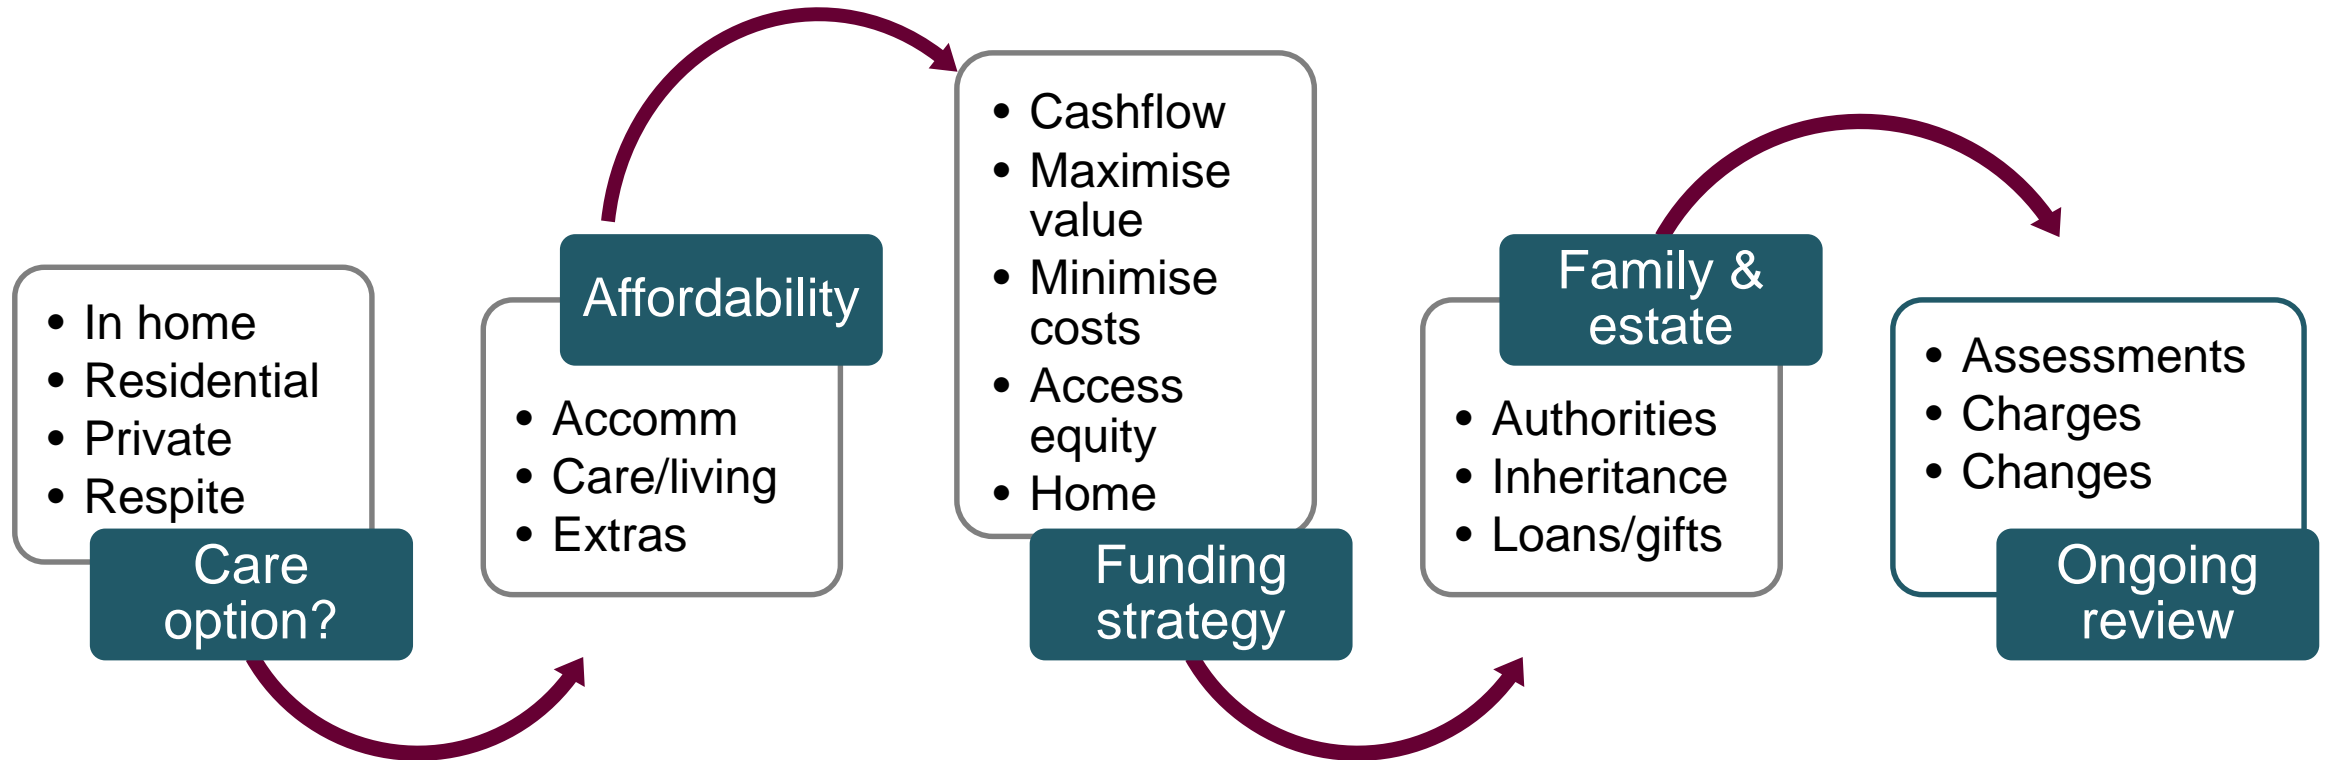 • In home
• Residential
• Private
• Respite
Care
option?
Affordability
• Accomm
• Care/living
• Extras
• Cashflow
• Maximise
value
• Minimise
costs
• Access
equity
• Home
Funding
strategy
Family &
estate
• Authorities
• Inheritance
• Loans/gifts
• Assessments
• Charges
• Changes
Ongoing
review